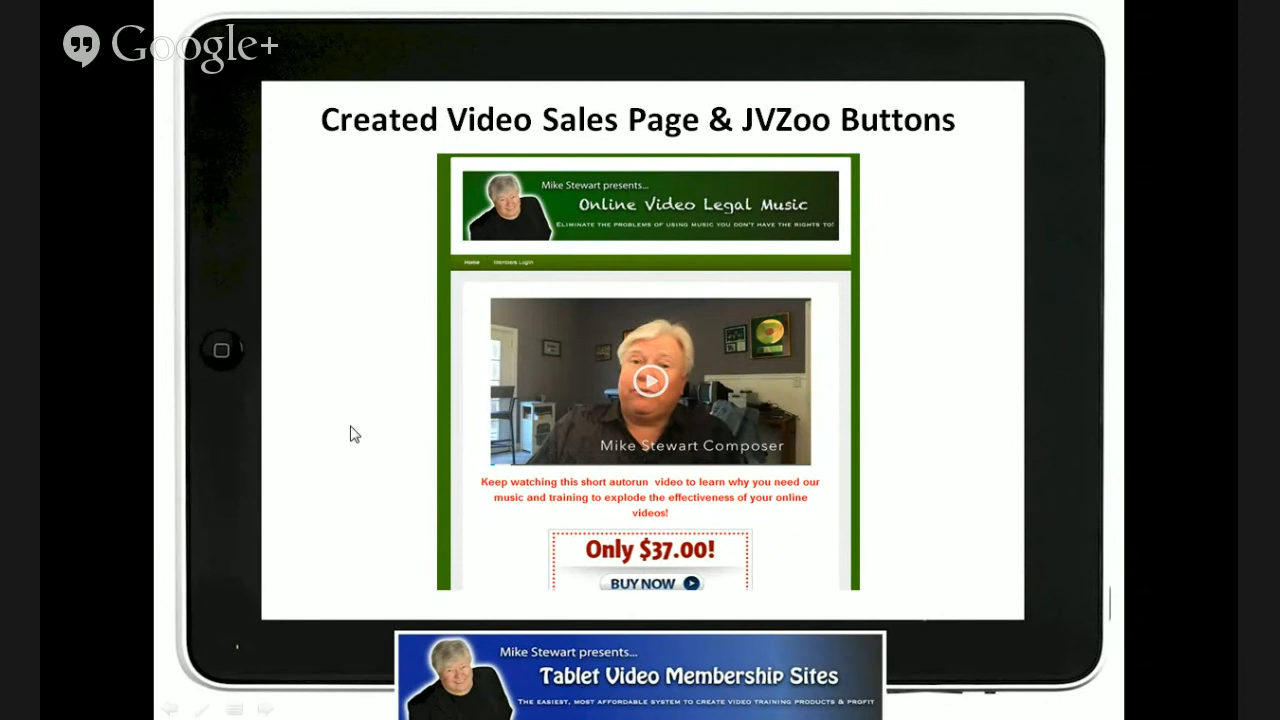 Google+
Created Video Sales Page & JVZoo Buttons
Mike Stewart presents...
Online Video Legal Music
ELIMINATE THE PROBLEMS OF USING MUSIC YOU DON'T HAVE THE RIGHTS TO!
Home Members Login
Mike Stewart Composer
Keep watching this short autorun video to learn why you need our
music and training to explode the effectiveness of your online
videos!
Only $37.00!
BUY NOW
Mike Stewart presents...
Tablet Video Membership Sites
THE EASIEST, MOST AFFORDABLE SYSTEM TO CREATE VIDEO TRAINING PRODUCTS & PROFIT